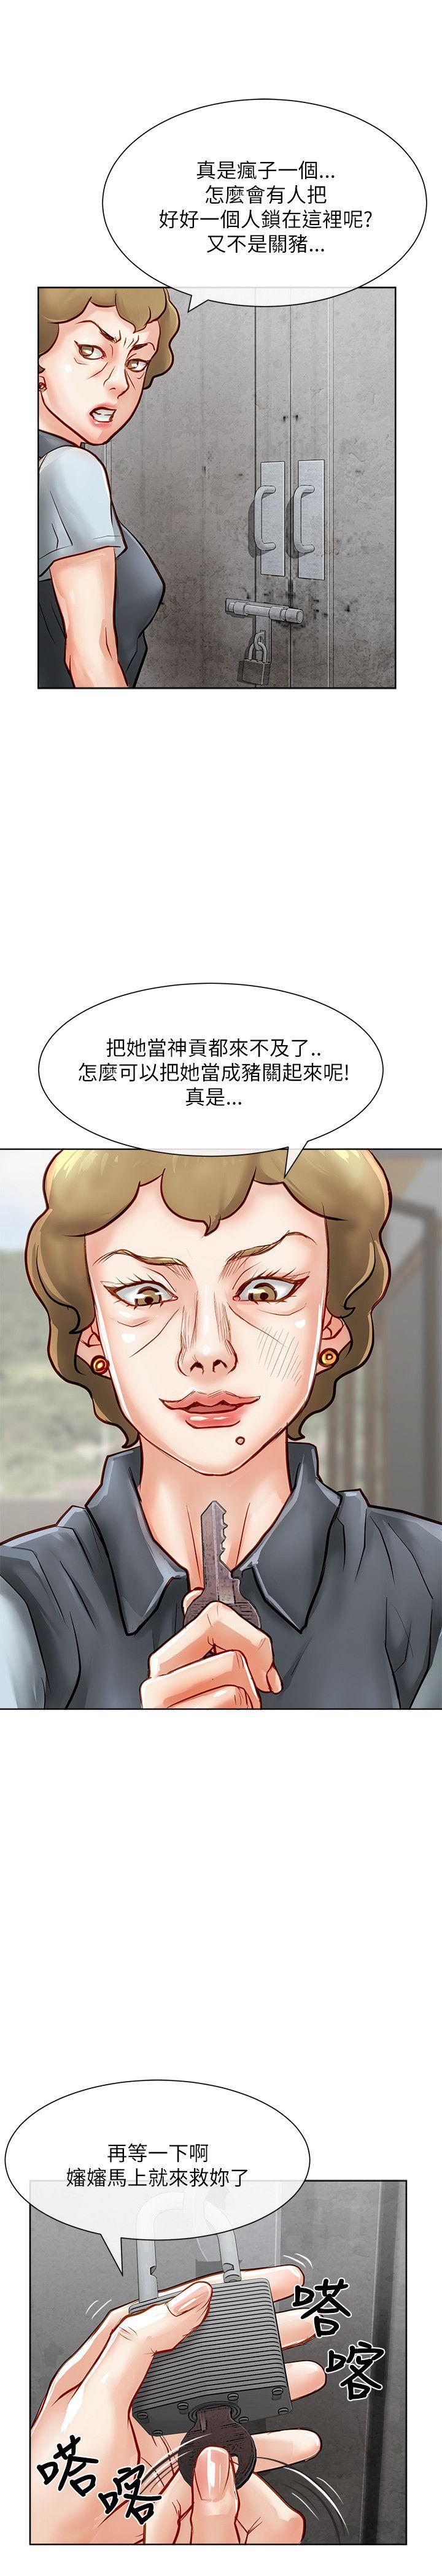 真是瘋子一個...
怎麼會有人把
好好一個人鎖在這裡呢?
又不是關豬...
把她當神貢都來不及了..
怎麼可以把她當成豬關起來呢!
真是...
再等一下啊
嬸嬸馬上就來救妳了
嗒喀
嗒喀